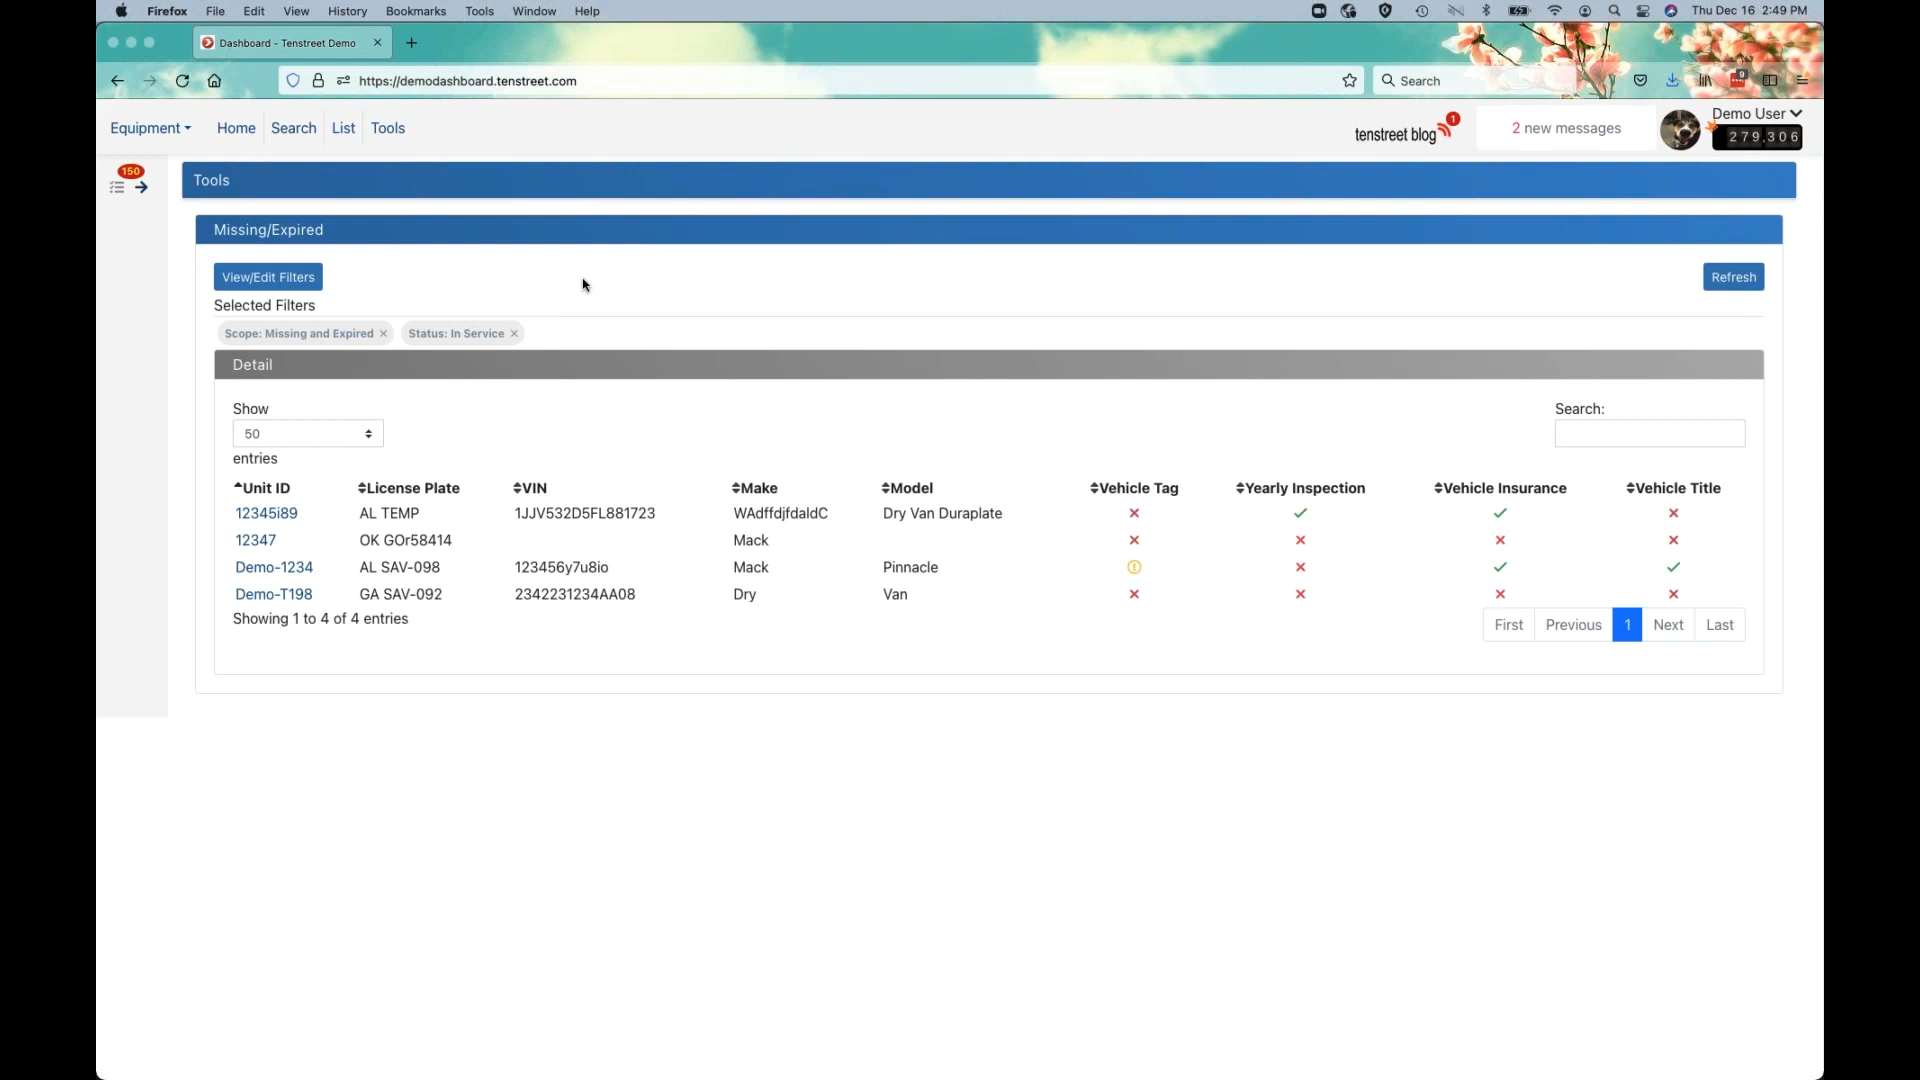 Firefox File Edit View History Bookmarks Tools Window Help Thu Dec 16 2:49 PM
Dashboard - Tenstreet Demo
https://demodashboard.tenstreet.com Search 9
Equipment Home Search List Tools tenstreet blog 1 2 new messages Demo User
279,306
150
Tools
Missing/Expired
View/Edit Filters Refresh
Selected Filters
Scope: Missing and Expired Status: In Service
Detail
Show Search:
50
entries
Unit ID License Plate VIN Make Model Vehicle Tag Yearly Inspection Vehicle Insurance Vehicle Title
12345i89 AL TEMP 1JJV532D5FL881723 WAdffdjfdaldC Dry Van Duraplate
12347 OK GOr58414 Mack
Demo-1234 AL SAV-098 123456y7u8io Mack Pinnacle
Demo-T198 GA SAV-092 2342231234AA08 Dry Van
Showing 1 to 4 of 4 entries
First Previous 1 Next Last